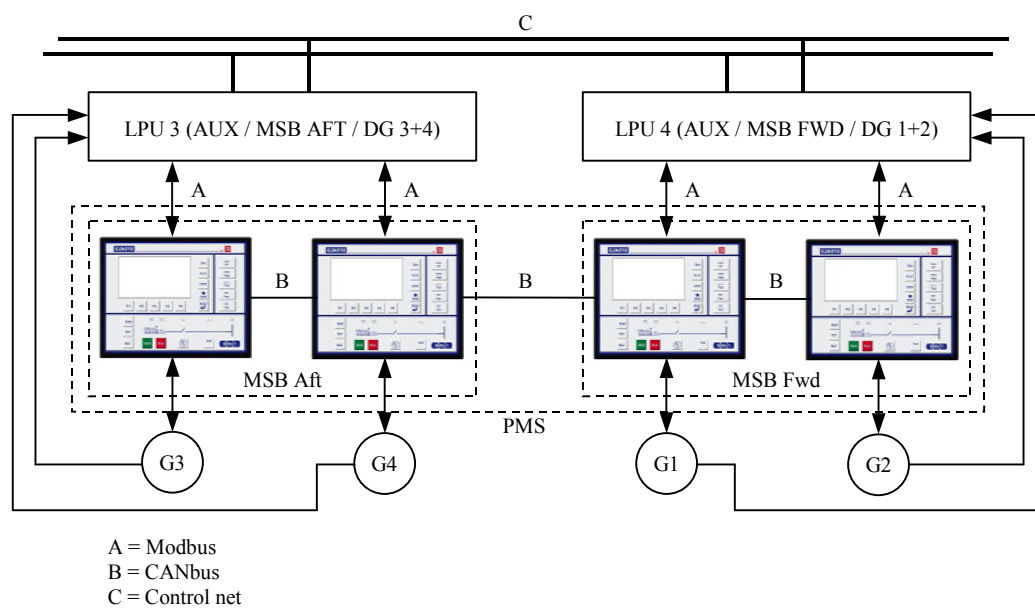 C
LPU 3 (AUX / MSB AFT / DG 3+4)
LPU 4 (AUX / MSB FWD / DG 1+2)
A
A
A
A
B
B
B
MSB Aft
MSB Fwd
PMS
G3
G4
G1
G2
A = Modbus
B = CANbus
C = Control net